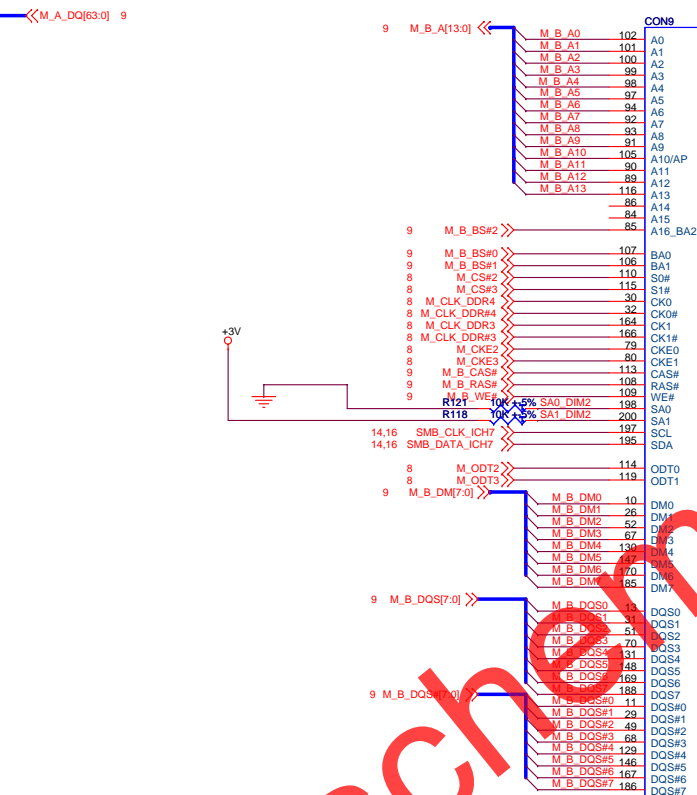 M_A_DQ[63:0] 9
CON9
9 M_B_A[13:0]
M_B_A0 102 A0
M_B_A1 101 A1
M_B_A2 100 A2
M_B_A3 99 A3
M_B_A4 98 A4
M_B_A5 97 A5
M_B_A6 94 A6
M_B_A7 92 A7
M_B_A8 93 A8
M_B_A9 91 A9
M_B_A10 105 A10/AP
M_B_A11 90 A11
M_B_A12 89 A12
M_B_A13 116 A13
86 A14
84 A15
9 M_B_BS#2 85 A16_BA2
9 M_B_BS#0 107 BA0
9 M_B_BS#1 106 BA1
8 M_CS#2 110 S0#
8 M_CS#3 115 S1#
8 M_CLK_DDR4 30 CK0
8 M_CLK_DDR#4 32 CK0#
8 M_CLK_DDR3 164 CK1
8 M_CLK_DDR#3 166 CK1#
8 M_CKE2 79 CKE0
8 M_CKE3 80 CKE1
9 M_B_CAS# 113 CAS#
9 M_B_RAS# 108 RAS#
9 M_B_WE# 109 WE#
+3V
R121 10K +-5% SA0_DIM2 198 SA0
R118 10K +-5% SA1_DIM2 200 SA1
14,16 SMB_CLK_ICH7 197 SCL
14,16 SMB_DATA_ICH7 195 SDA
8 M_ODT2 114 ODT0
8 M_ODT3 119 ODT1
9 M_B_DM[7:0]
M_B_DM0 10 DM0
M_B_DM1 26 DM1
M_B_DM2 52 DM2
M_B_DM3 67 DM3
M_B_DM4 130 DM4
M_B_DM5 147 DM5
M_B_DM6 170 DM6
M_B_DM7 185 DM7
9 M_B_DQS[7:0]
M_B_DQS0 13 DQS0
M_B_DQS1 31 DQS1
M_B_DQS2 51 DQS2
M_B_DQS3 70 DQS3
M_B_DQS4 131 DQS4
M_B_DQS5 148 DQS5
M_B_DQS6 169 DQS6
M_B_DQS7 188 DQS7
9 M_B_DQS#[7:0]
M_B_DQS#0 11 DQS#0
M_B_DQS#1 29 DQS#1
M_B_DQS#2 49 DQS#2
M_B_DQS#3 68 DQS#3
M_B_DQS#4 129 DQS#4
M_B_DQS#5 146 DQS#5
M_B_DQS#6 167 DQS#6
M_B_DQS#7 186 DQS#7
chem